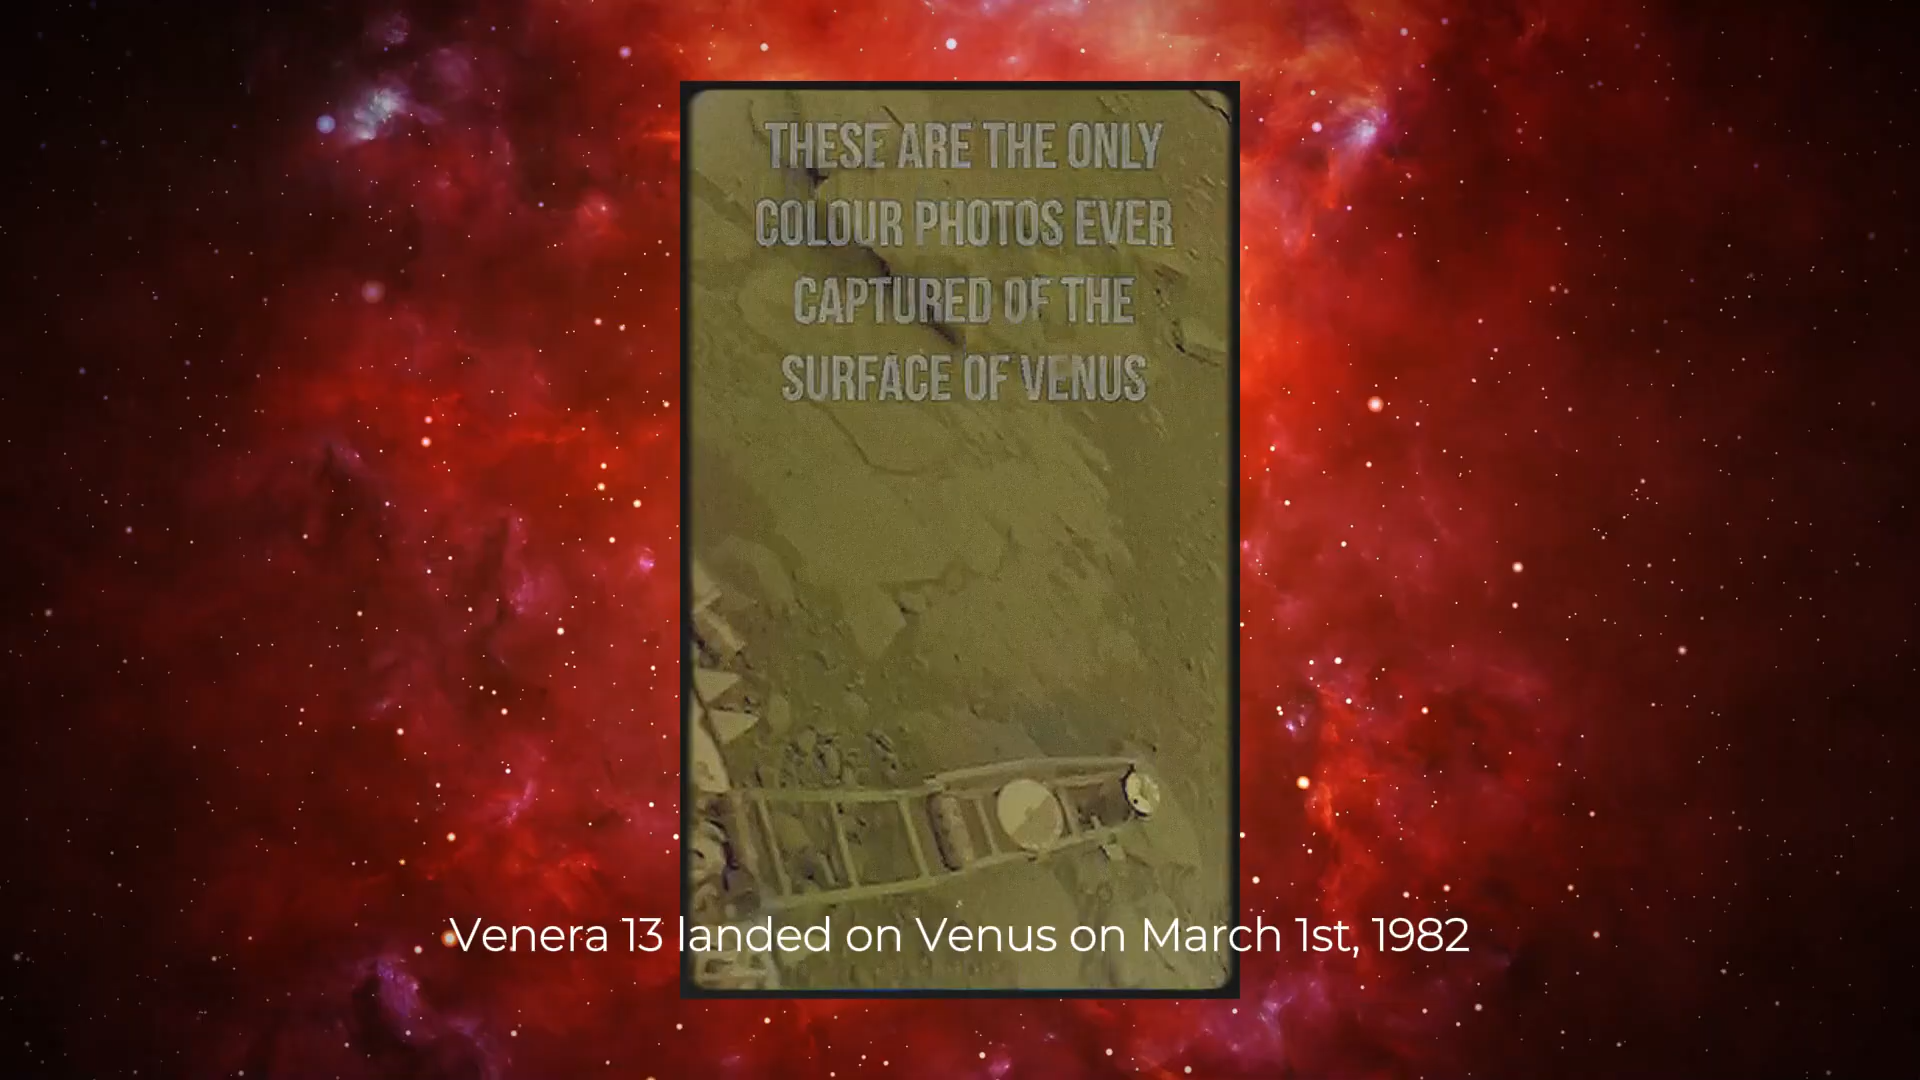 THESE ARE THE ONLY
COLOUR PHOTOS EVER
CAPTURED OF THE
SURFACE OF VENUS
Venera 13 landed on Venus on March 1st, 1982